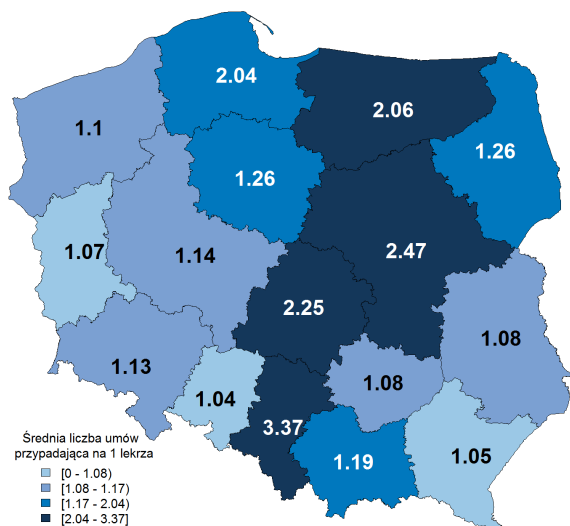 2.04
2.06
1.1
1.26
1.26
1.07
1.14
2.47
2.25
1.13
1.08
1.08
1.04
3.37
1.19
1.05
Średnia liczba umów
przypadająca na 1 lekrza
[0 - 1.08)
[1.08 - 1.17)
[1.17 - 2.04)
[2.04 - 3.37]